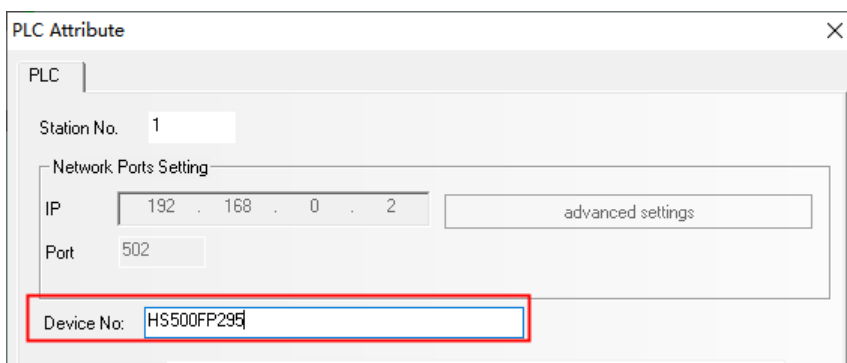 PLC Attribute
PLC
Station No. 1
Network Ports Setting
IP 192 . 168 . 0 . 2 advanced settings
Port 502
Device No: HS500FP295